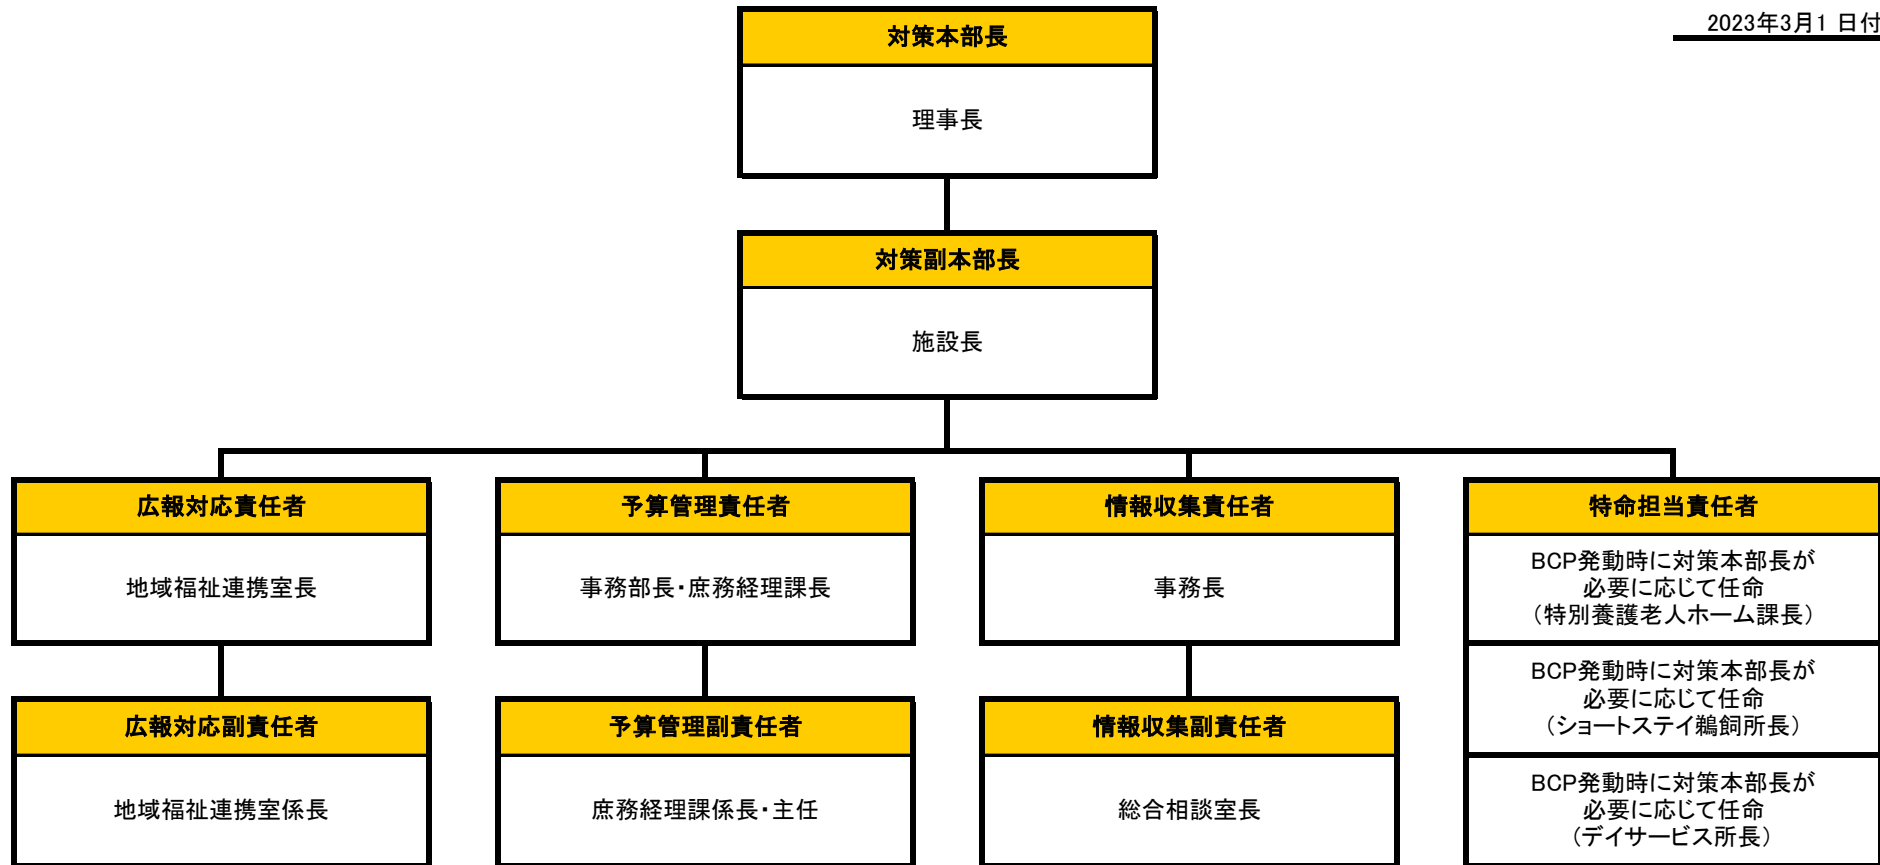 2023年3月1 日付
対策本部長
理事長
対策副本部長
施設長
広報対応責任者
地域福祉連携室長
予算管理責任者
事務部長・庶務経理課長
情報収集責任者
事務長
特命担当責任者
BCP発動時に対策本部長が
必要に応じて任命
（特別養護老人ホーム課長）
BCP発動時に対策本部長が
必要に応じて任命
（ショートステイ鵜飼所長）
BCP発動時に対策本部長が
必要に応じて任命
（デイサービス所長）
広報対応副責任者
地域福祉連携室係長
予算管理副責任者
庶務経理課係長・主任
情報収集副責任者
総合相談室長